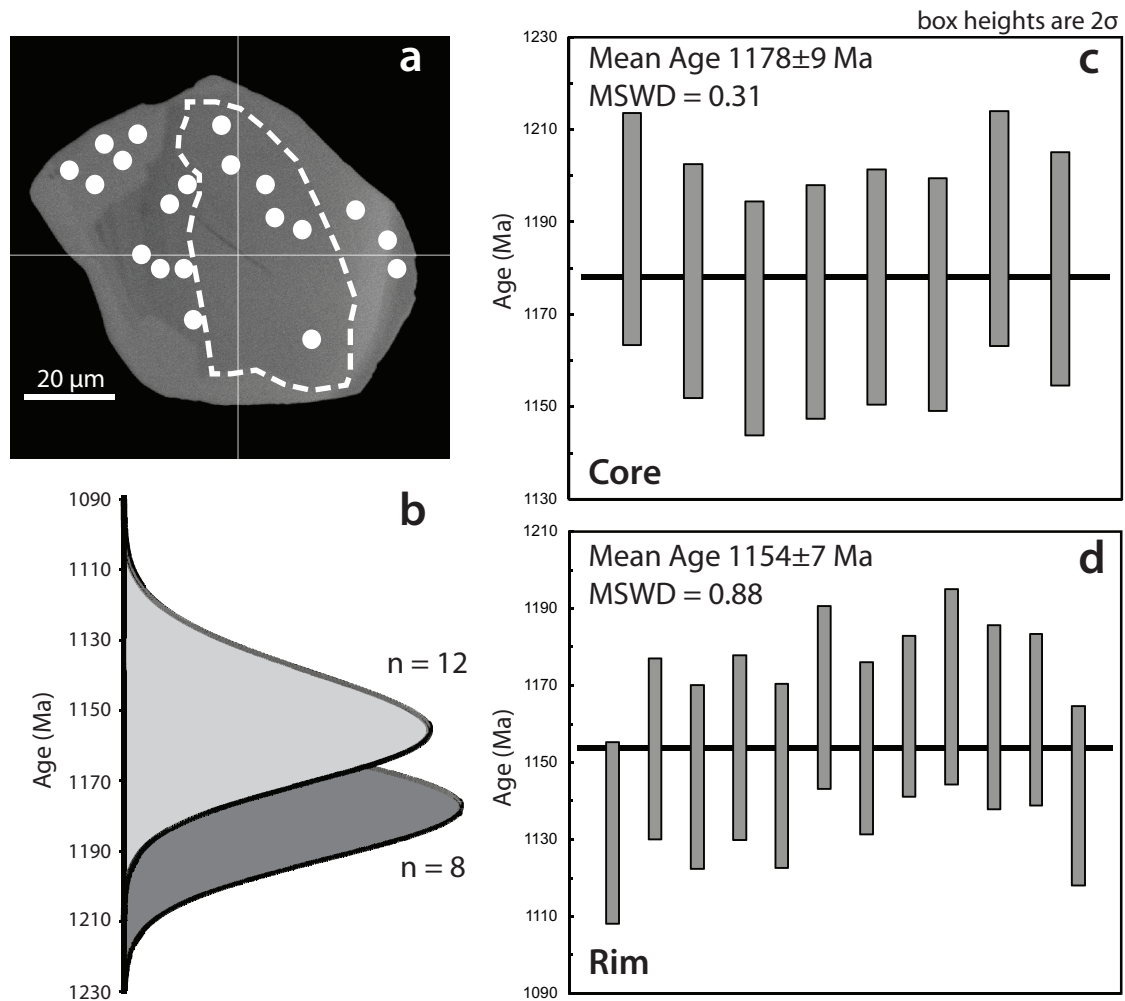 box heights are 2σ
a
20 µm
1230
1210
1190
1170
1150
1130
Age (Ma)
Mean Age 1178±9 Ma
MSWD = 0.31
c
Core
1090
1110
1130
1150
1170
1190
1210
1230
Age (Ma)
b
n = 12
n = 8
1210
1190
1170
1150
1130
1110
1090
Age (Ma)
Mean Age 1154±7 Ma
MSWD = 0.88
d
Rim